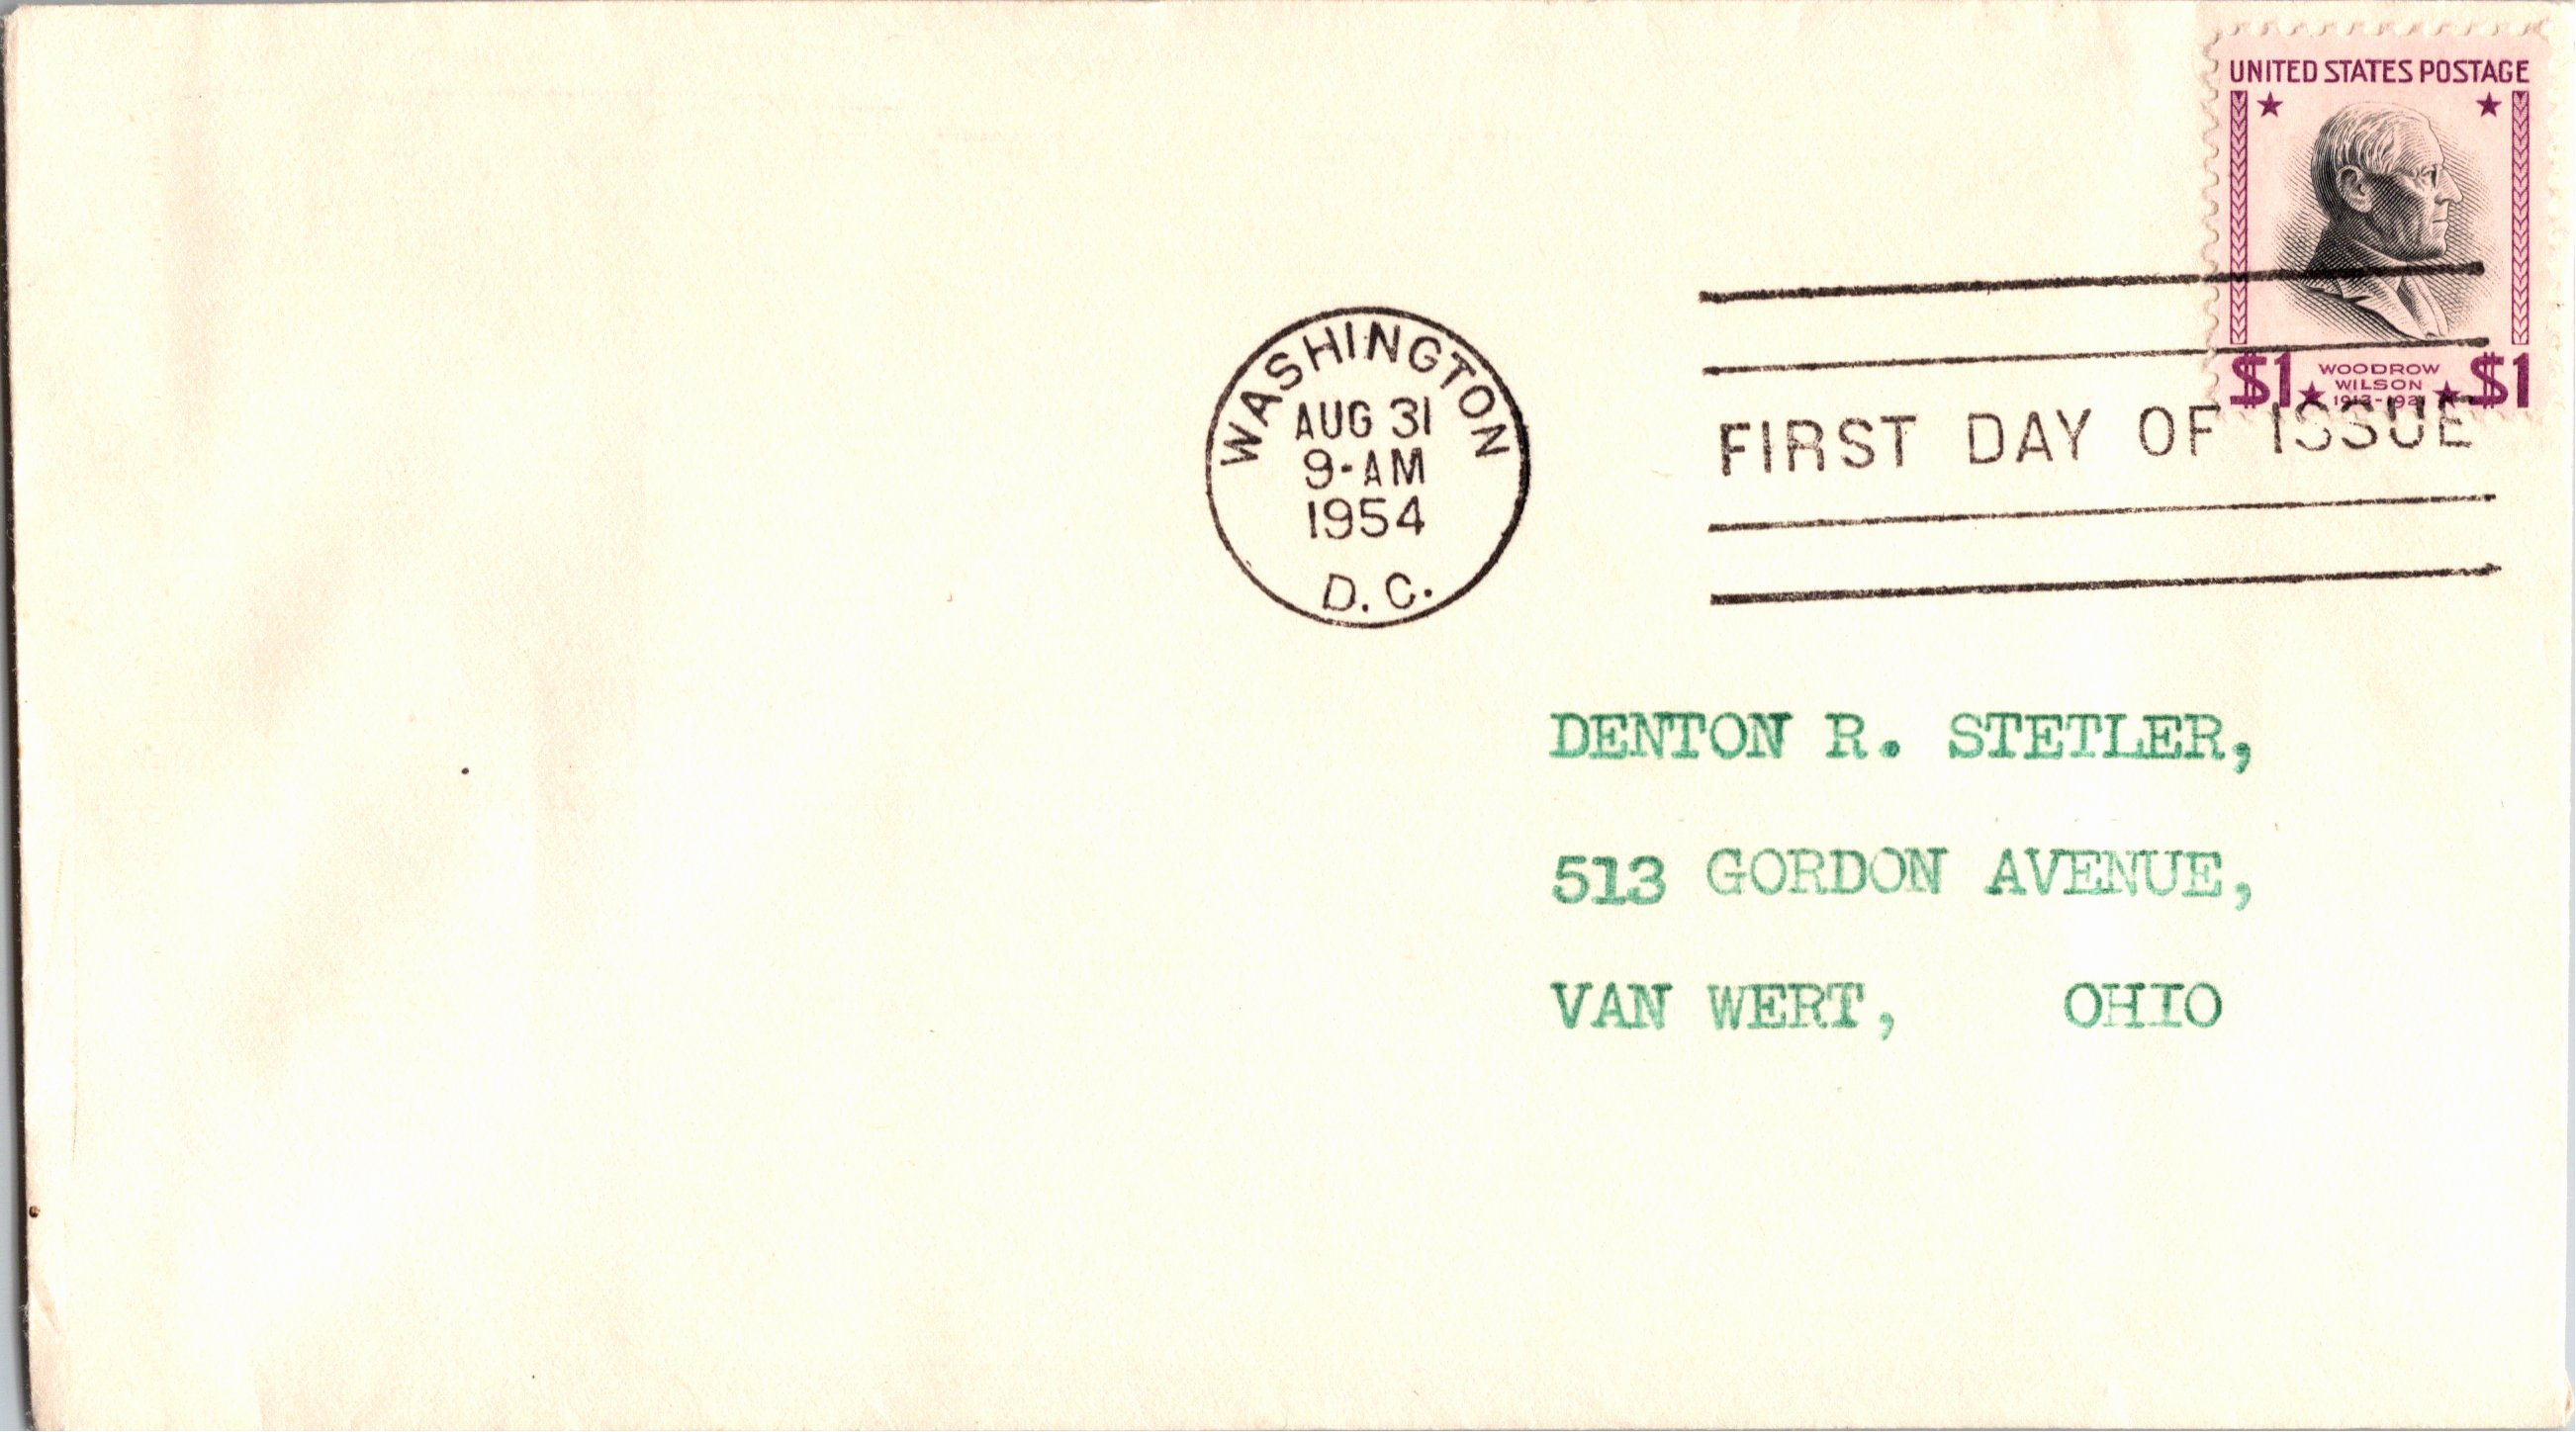 UNITED STATES POSTAGE
$1 WOODROW WILSON $1
WASHINGTON
AUG 31
9-AM
1954
D. C.
FIRST DAY OF ISSUE
DENTON R. STETLER,
513 GORDON AVENUE,
VAN WERT, OHIO